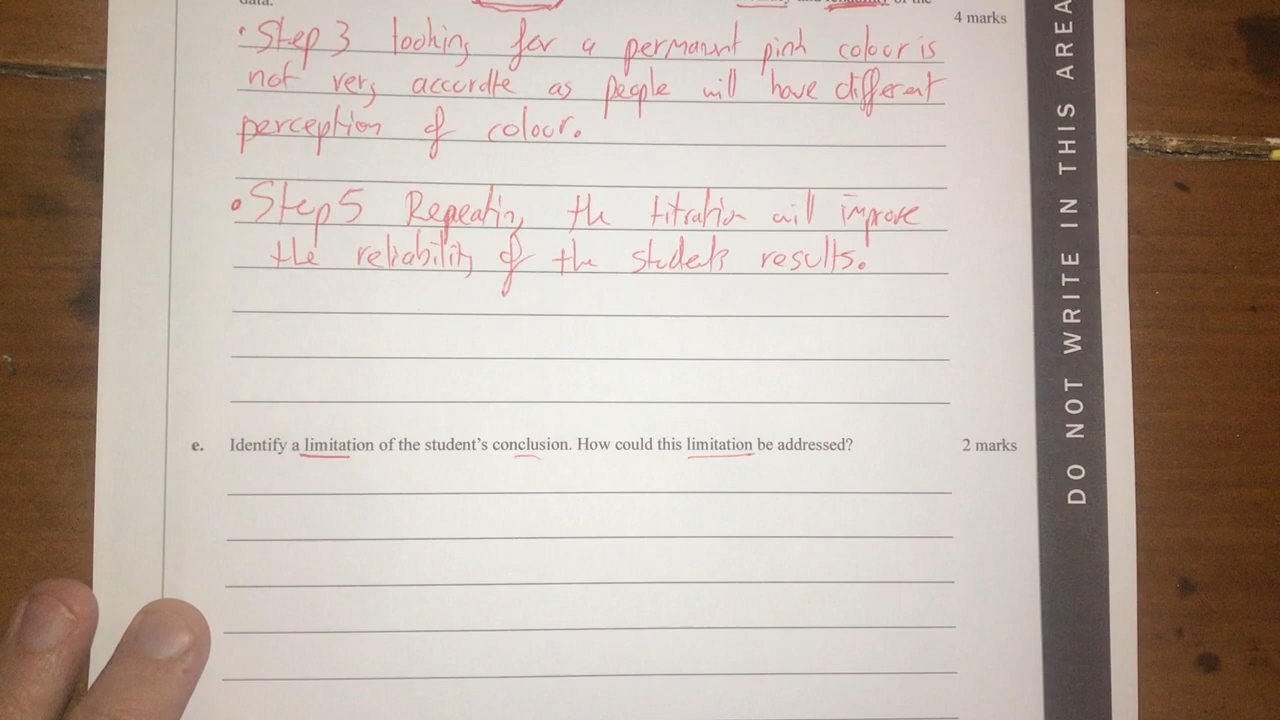 data.
4 marks
• Step 3 looking for a permanant pink colour is
not very accurate as people will have different
perception of colour.
• Step 5 Repeating the titration will improve
the reliability of the students results.
e. Identify a limitation of the student's conclusion. How could this limitation be addressed? 2 marks
DO NOT WRITE IN THIS AREA